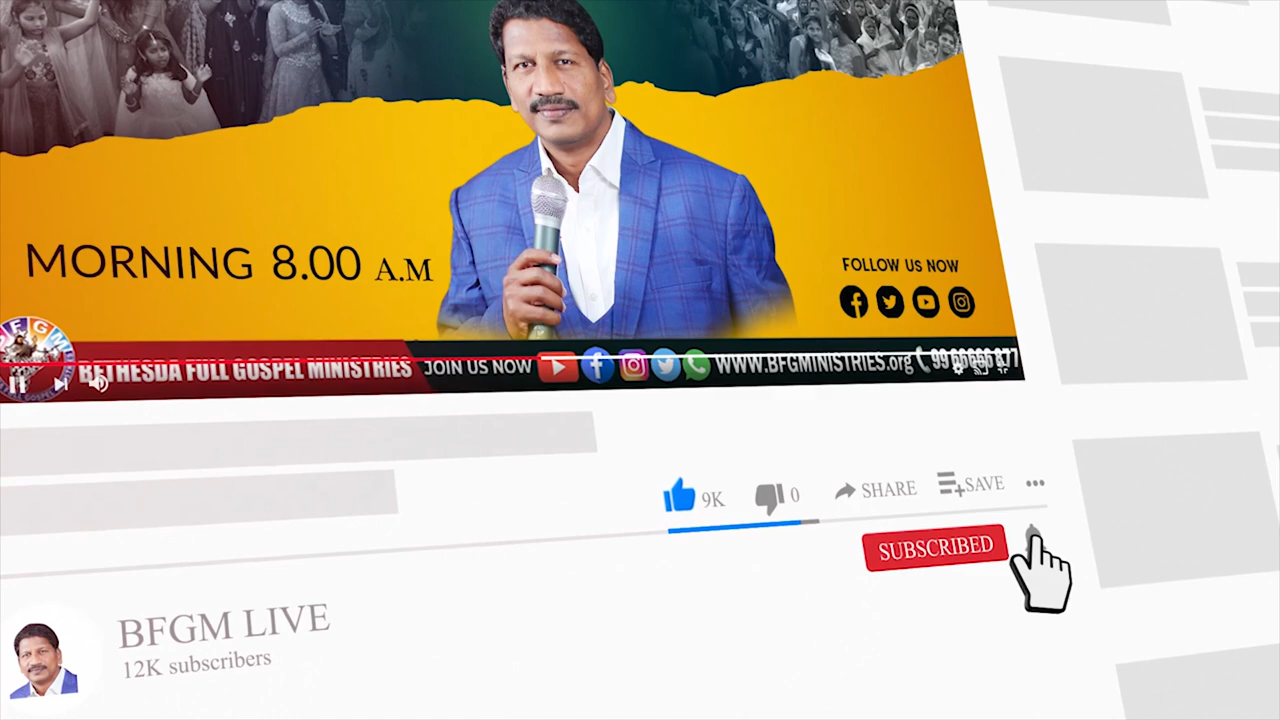 MORNING 8.00 A.M
FOLLOW US NOW
BFGM
BETHESDA FULL GOSPEL MINISTRIES JOIN US NOW WWW.BFGMINISTRIES.org
9K 0 SHARE SAVE
SUBSCRIBED
BFGM LIVE
12K subscribers